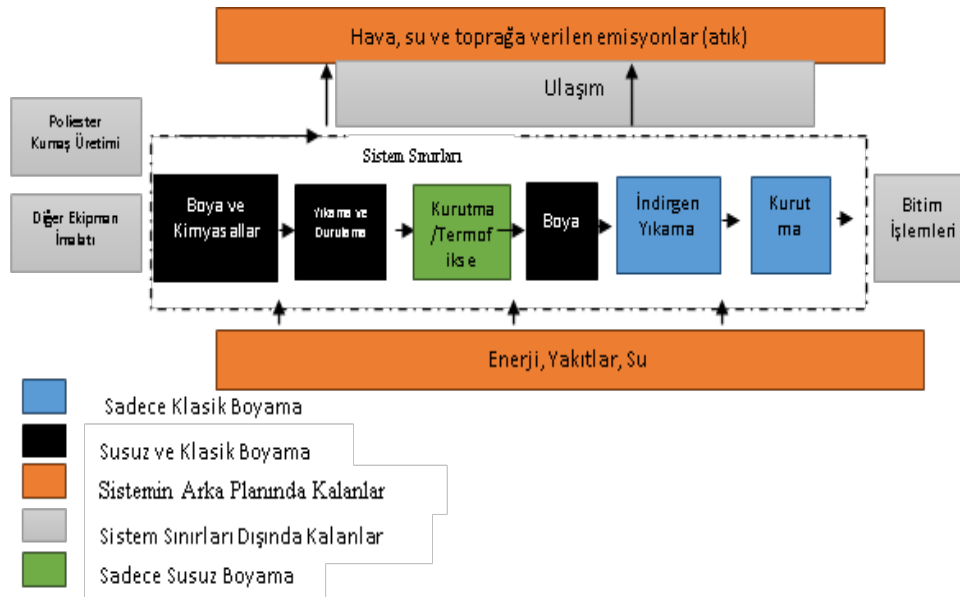 Hava, su ve toprağa verilen emisyonlar (atık)
Ulaşım
Poliester
Kumaş Üretimi
Sistem Sınırları
Diğer Ekipman
İmalatı
Boya ve
Kimyasallar
Yıkama ve
Durulama
Kurutma
/Termof
ikse
Boya
İndirgen
Yıkama
Kurut
ma
Bitim
İşlemleri
Enerji, Yakıtlar, Su
Sadece Klasik Boyama
Susuz ve Klasik Boyama
Sistemin Arka Planında Kalanlar
Sistem Sınırları Dışında Kalanlar
Sadece Susuz Boyama